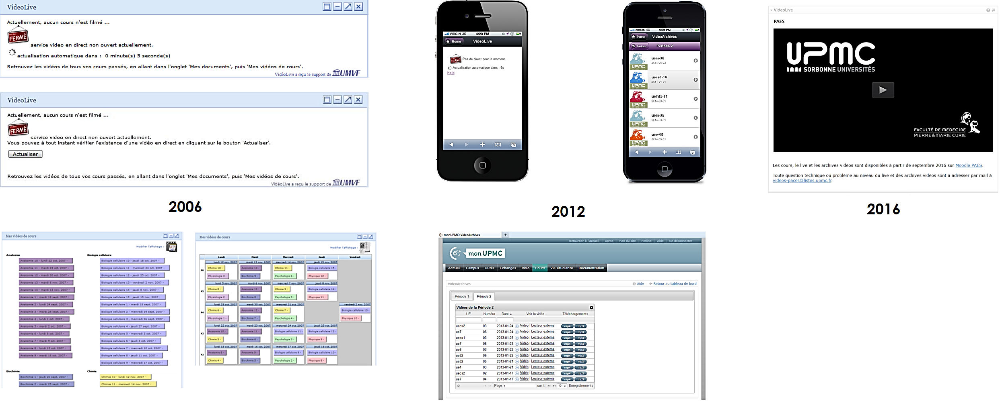 VideoLive
Actuellement, aucun cours n'est filmé ...
FERMÉ
service video en direct non ouvert actuellement.
actualisation automatique dans : 0 minute(s) 5 seconde(s)
Retrouvez les vidéos de tous vos cours passés, en allant dans l'onglet 'Mes documents', puis 'Mes vidéos de cours'.
VidéoLive a reçu le support de UMVF
VideoLive
Actuellement, aucun cours n'est filmé ...
FERMÉ
service video en direct non ouvert actuellement.
Vous pouvez à tout instant vérifier l'existence d'une vidéo en direct en cliquant sur le bouton 'Actualiser'.
Actualiser
Retrouvez les vidéos de tous vos cours passés, en allant dans l'onglet 'Mes documents', puis 'Mes vidéos de cours'.
VidéoLive a reçu le support de UMVF
2006
VIRGIN 3G 4:20 PM
Home VideoLive
FERMÉ Pas de direct pour le moment.
Actualisation automatique dans : 6s
Help
3
VIRGIN 3G 4:20 PM
Home VideoArchives
Retour Période 2
uem-06
2014-04-03
UPMC
uecs1-16
2014-04-01
UPMC
ueinfo-11
2014-03-31
UPMC
uem-05
2014-03-31
UPMC
ueo-05
2014-03-31
UPMC
3
2012
VideoLive
PAES
UPMC
SORBONNE UNIVERSITÉS
FACULTÉ DE MÉDECINE
PIERRE & MARIE CURIE
Les cours, le live et les archives vidéos sont disponibles à partir de septembre 2016 sur Moodle PAES.
Toute question technique ou problème au niveau du live et des archives vidéos sont à adresser par mail à
videos-paces@listes.upmc.fr.
2016
Mes vidéos de cours
Modifier l'affichage :
Anatomie
Anatomie 10 - lundi 22 oct. 2007 -
Anatomie 11 - mardi 23 oct. 2007 -
Anatomie 12 - mardi 30 oct. 2007 -
Anatomie 13 - mardi 6 nov. 2007 -
Anatomie 14 - mardi 13 nov. 2007 -
Anatomie 1 - mardi 18 sept. 2007 -
Anatomie 2 - lundi 24 sept. 2007 -
Anatomie 3 - mardi 25 sept. 2007 -
Anatomie 4 - lundi 1 oct. 2007 -
Anatomie 5 - mardi 2 oct. 2007 -
Anatomie 6 - lundi 8 oct. 2007 -
Anatomie 7 - mardi 9 oct. 2007 -
Anatomie 8 - lundi 15 oct. 2007 -
Anatomie 9 - mardi 16 oct. 2007 -
Biologie cellulaire
Biologie cellulaire 10 - jeudi 18 oct. 2007 -
Biologie cellulaire 11 - mercredi 24 oct. 2007 -
Biologie cellulaire 12 - jeudi 25 oct. 2007 -
Biologie cellulaire 13 - vendredi 2 nov. 2007 -
Biologie cellulaire 14 - jeudi 8 nov. 2007 -
Biologie cellulaire 15 - jeudi 15 nov. 2007 -
Biologie cellulaire 1 - mardi 18 sept. 2007 -
Biologie cellulaire 2 - mercredi 19 sept. 2007 -
Biologie cellulaire 3 - mercredi 26 sept. 2007 -
Biologie cellulaire 4 - jeudi 27 sept. 2007 -
Biologie cellulaire 5 - mercredi 3 oct. 2007 -
Biologie cellulaire 6 - jeudi 4 oct. 2007 -
Biologie cellulaire 7 - mercredi 10 oct. 2007 -
Biologie cellulaire 8 - jeudi 11 oct. 2007 -
Biologie cellulaire 9 - mercredi 17 oct. 2007 -
Biochimie
Biochimie 1 - jeudi 20 sept. 2007 -
Biochimie 2 - mardi 25 sept. 2007 -
Chimie
Chimie 10 - lundi 12 nov. 2007 -
Chimie 11 - mercredi 14 nov. 2007 -
Mes vidéos de cours
Modifier l'affichage :
Lundi Mardi Mercredi Jeudi Vendredi
lundi 12 nov. 2007 mardi 13 nov. 2007 mercredi 14 nov. 2007 jeudi 15 nov. 2007
46 Chimie 10 - Anatomie 14 - Chimie 11 - Biologie cellulaire 15 -
Physiologie 3 - Biochimie 9 - Psychologie 6 - Physique 12 -
lundi 5 nov. 2007 mardi 6 nov. 2007 mercredi 7 nov. 2007 jeudi 8 nov. 2007
45 Chimie 8 - Anatomie 13 - Chimie 9 - Biologie cellulaire 14 -
Physiologie 2 - Biochimie 8 - Psychologie 5 - Physique 11 -
lundi 29 oct. 2007 mardi 30 oct. 2007 mercredi 31 oct. 2007 vendredi 2 nov. 2007
44 Chimie 6 - Anatomie 12 - Chimie 7 - Biologie cellulaire 13 -
Physiologie 1 - Biochimie 7 - Psychologie 4 - Physique 10 -
lundi 22 oct. 2007 mardi 23 oct. 2007 mercredi 24 oct. 2007 jeudi 25 oct. 2007
43 Anatomie 10 - Anatomie 11 - Biologie cellulaire 11 - Biologie cellulaire 12 -
Chimie 5 - Biochimie 6 - Psychologie 3 - Physique 9 -
lundi 15 oct. 2007 mardi 16 oct. 2007 mercredi 17 oct. 2007 jeudi 18 oct. 2007
42 Anatomie 8 - Anatomie 9 - Biologie cellulaire 9 - Biologie cellulaire 10 -
Chimie 4 - Biochimie 5 - Psychologie 2 - Physique 8 -
monUPMC: VideoArchives
Retourner à l'accueil | Upmc | Plan du site | Hotline | Aide | Se déconnecter
monUPMC
Accueil Campus Outils Echanges Visio Cours Vie étudiante Documentation
VideoArchives Aide Retour au tableau de bord
Période 1 Période 2
Vidéos de la Période 2
UE Numéro Date Voir la vidéo Téléchargements
uecs2 03 2013-01-24 Vidéo | Lecteur externe mp4 mp3
ue7 06 2013-01-24 Vidéo | Lecteur externe mp4 mp3
uecs1 03 2013-01-23 Vidéo | Lecteur externe mp4 mp3
ue7 05 2013-01-23 Vidéo | Lecteur externe mp4 mp3
ue6 03 2013-01-22 Vidéo | Lecteur externe mp4 mp3
ue32 06 2013-01-22 Vidéo | Lecteur externe mp4 mp3
ue32 05 2013-01-21 Vidéo | Lecteur externe mp4 mp3
ue4 03 2013-01-21 Vidéo | Lecteur externe mp4 mp3
uecs2 02 2013-01-17 Vidéo | Lecteur externe mp4 mp3
ue7 04 2013-01-17 Vidéo | Lecteur externe mp4 mp3
Page 1 sur 4 10 Enregistrements